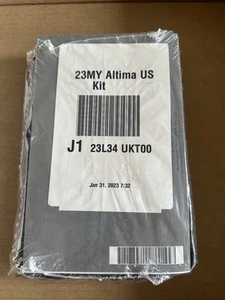 23MY Altima US
Kit
J1 23L34 UKT00
Jan 31, 2023 7:32